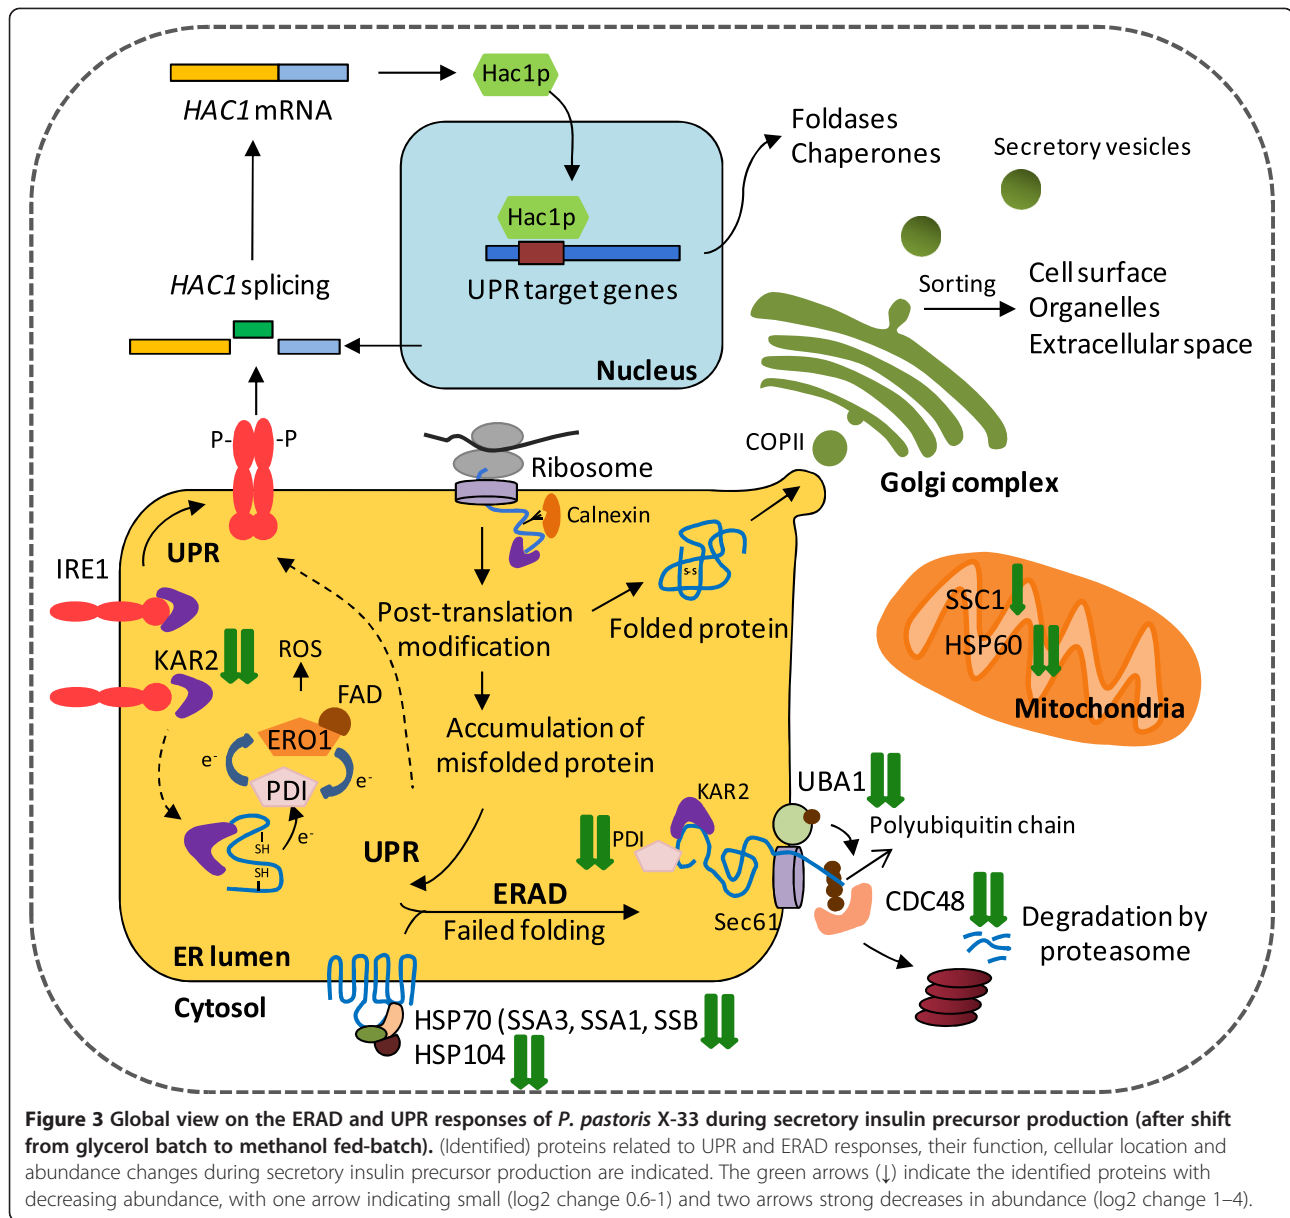 HAC1 mRNA
Hac1p
Foldases
Chaperones
Secretory vesicles
Hac1p
UPR target genes
Nucleus
HAC1 splicing
Sorting
Cell surface
Organelles
Extracellular space
P-
-P
COPII
Golgi complex
Ribosome
Calnexin
UPR
IRE1
S-S
Post-translation
modification
Folded protein
SSC1
HSP60
Mitochondria
KAR2
ROS
FAD
ERO1
e-
e-
PDI
e-
SH
SH
Accumulation of
misfolded protein
UPR
ERAD
Failed folding
PDI
KAR2
Sec61
UBA1
Polyubiquitin chain
CDC48
Degradation by
proteasome
ER lumen
Cytosol
HSP70 (SSA3, SSA1, SSB
HSP104
Figure 3 Global view on the ERAD and UPR responses of P. pastoris X-33 during secretory insulin precursor production (after shift
from glycerol batch to methanol fed-batch). (Identified) proteins related to UPR and ERAD responses, their function, cellular location and
abundance changes during secretory insulin precursor production are indicated. The green arrows (↓) indicate the identified proteins with
decreasing abundance, with one arrow indicating small (log2 change 0.6-1) and two arrows strong decreases in abundance (log2 change 1–4).